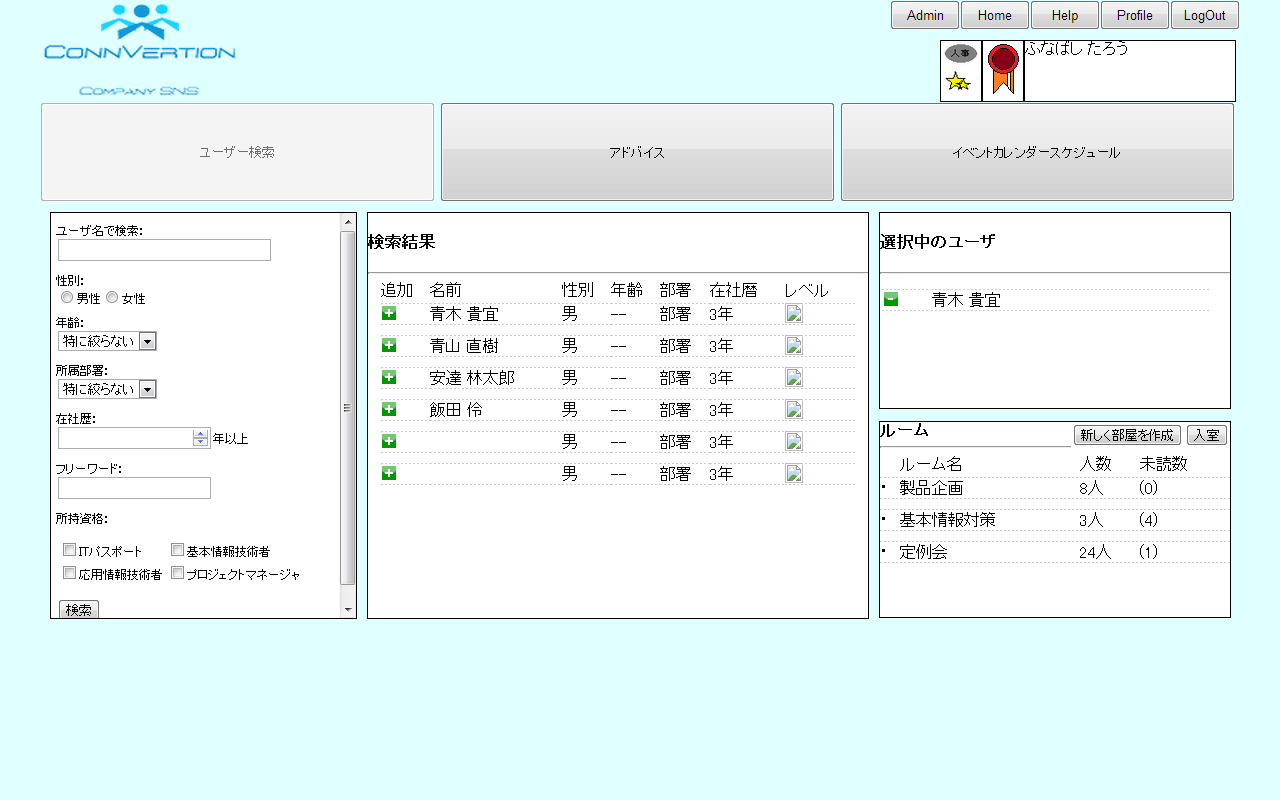 CONNVERTION
COMPANY SNS
Admin Home Help Profile LogOut
人事
ふなばし たろう
ユーザー検索 アドバイス イベントカレンダースケジュール
ユーザ名で検索:
性別:
男性 女性
年齢:
特に絞らない
所属部署:
特に絞らない
在社歴:
年以上
フリーワード:
所持資格:
ITパスポート 基本情報技術者
応用情報技術者 プロジェクトマネージャ
検索
検索結果
追加 名前 性別 年齢 部署 在社歴 レベル
青木 貴宜 男 -- 部署 3年
青山 直樹 男 -- 部署 3年
安達 林太郎 男 -- 部署 3年
飯田 伶 男 -- 部署 3年
男 -- 部署 3年
男 -- 部署 3年
選択中のユーザ
青木 貴宜
ルーム 新しく部屋を作成 入室
ルーム名 人数 未読数
・ 製品企画 8人 (0)
・ 基本情報対策 3人 (4)
・ 定例会 24人 (1)